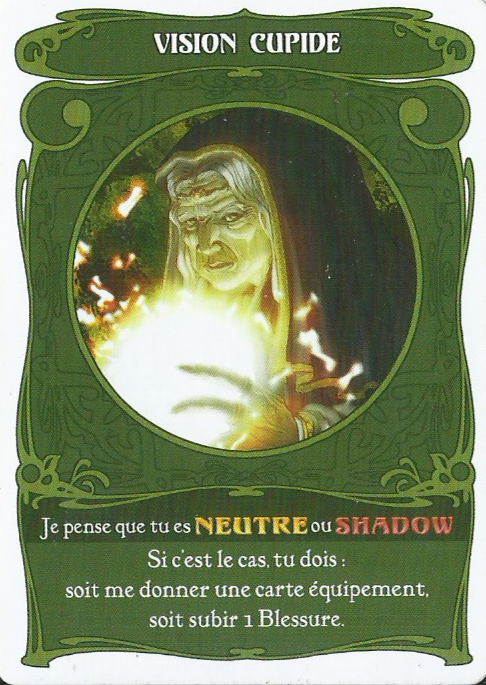 VISION CUPIDE
Je pense que tu es NEUTRE ou SHADOW
Si c'est le cas, tu dois :
soit me donner une carte équipement,
soit subir 1 Blessure.